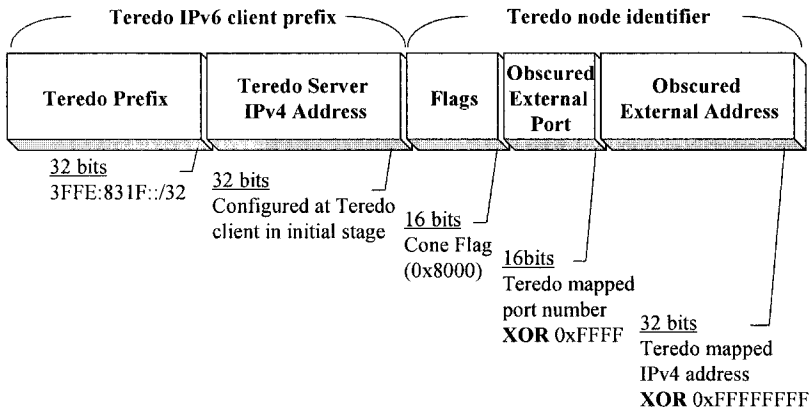 Teredo IPv6 client prefix
Teredo node identifier
Teredo Prefix
Teredo Server
IPv4 Address
Flags
Obscured
External
Port
Obscured
External Address
32 bits
3FFE:831F::/32
32 bits
Configured at Teredo
client in initial stage
16 bits
Cone Flag
(0x8000)
16bits
Teredo mapped
port number
XOR 0xFFFF
32 bits
Teredo mapped
IPv4 address
XOR 0xFFFFFFFF